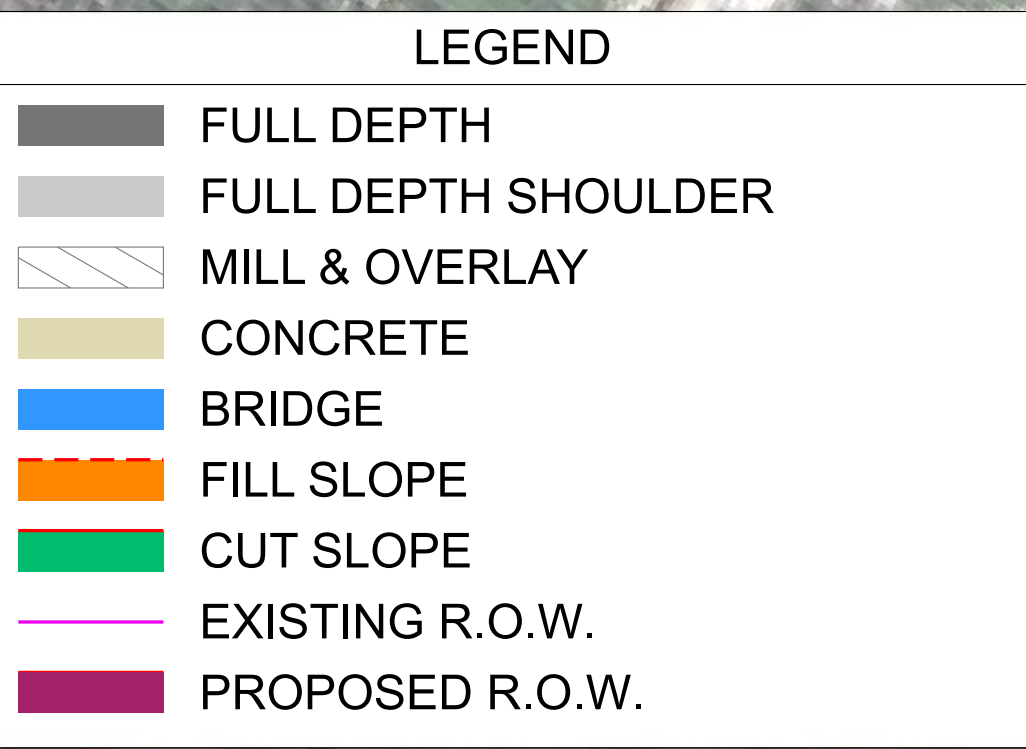 LEGEND
FULL DEPTH
FULL DEPTH SHOULDER
MILL & OVERLAY
CONCRETE
BRIDGE
FILL SLOPE
CUT SLOPE
EXISTING R.O.W.
PROPOSED R.O.W.